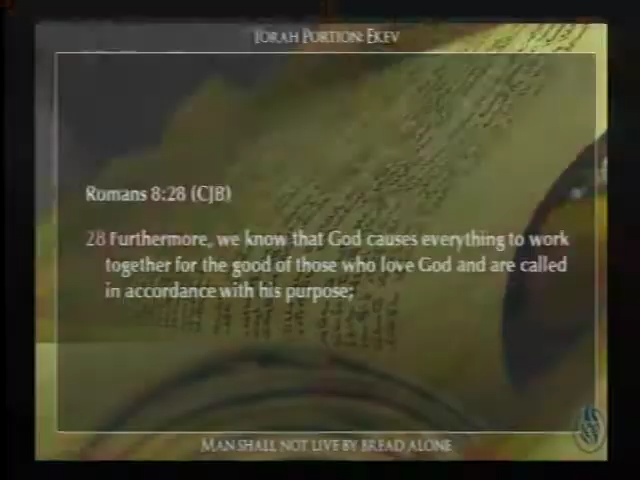 TORAH PORTION: EKEV
Romans 8:28 (CJB)
28 Furthermore, we know that God causes everything to work
together for the good of those who love God and are called
in accordance with his purpose;
MAN SHALL NOT LIVE BY BREAD ALONE